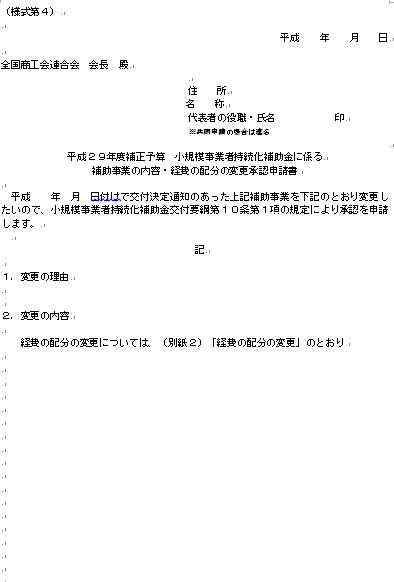 （様式第４）
平成　　年　　月　　日
全国商工会連合会　会長　殿
住　　所
名　　称
代表者の役職・氏名　　　　　　印
※共同申請の場合は連名
平成２９年度補正予算　小規模事業者持続化補助金に係る
補助事業の内容・経費の配分の変更承認申請書
平成　　年　月　日付けで交付決定通知のあった上記補助事業を下記のとおり変更し
たいので、小規模事業者持続化補助金交付要綱第１０条第１項の規定により承認を申請
します。
記
１．変更の理由
２．変更の内容
経費の配分の変更については、（別紙２）「経費の配分の変更」のとおり